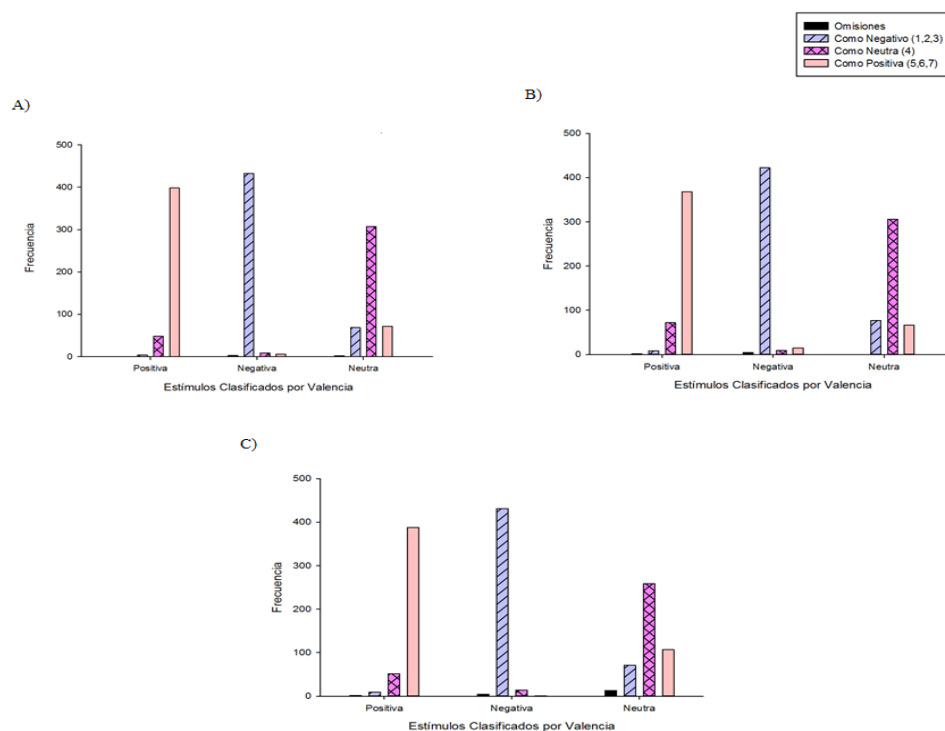 Omisiones
Como Negativo (1,2,3)
Como Neutra (4)
Como Positiva (5,6,7)
A)
500
400
300
200
100
0
Frecuencia
Positiva Negativa Neutra
Estímulos Clasificados por Valencia
B)
500
400
300
200
100
0
Frecuencia
Positiva Negativa Neutra
Estímulos Clasificados por Valencia
C)
500
400
300
200
100
0
Frecuencia
Positiva Negativa Neutra
Estímulos Clasificados por Valencia